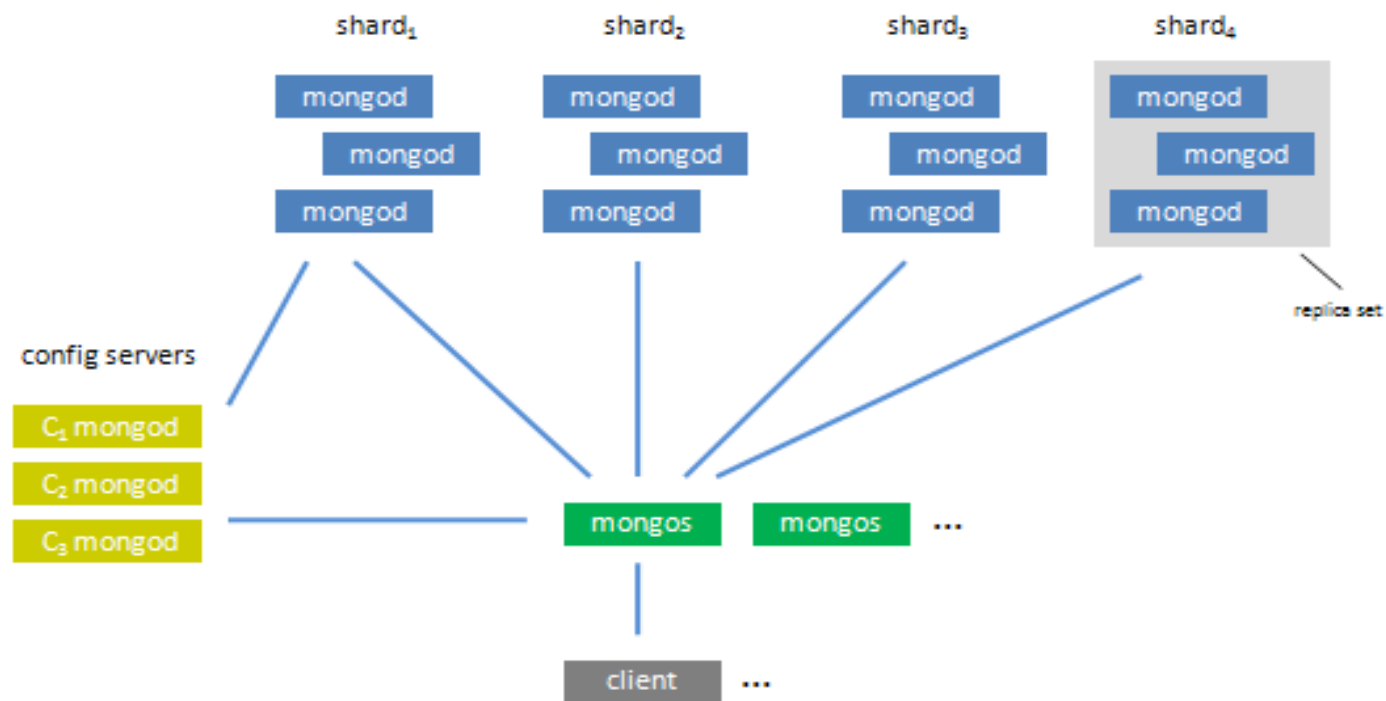 shard₁ shard₂ shard₃ shard₄
mongod mongod mongod mongod
mongod mongod mongod mongod
mongod mongod mongod mongod
replica set
config servers
C₁ mongod
C₂ mongod
C₃ mongod
mongos mongos ...
client ...